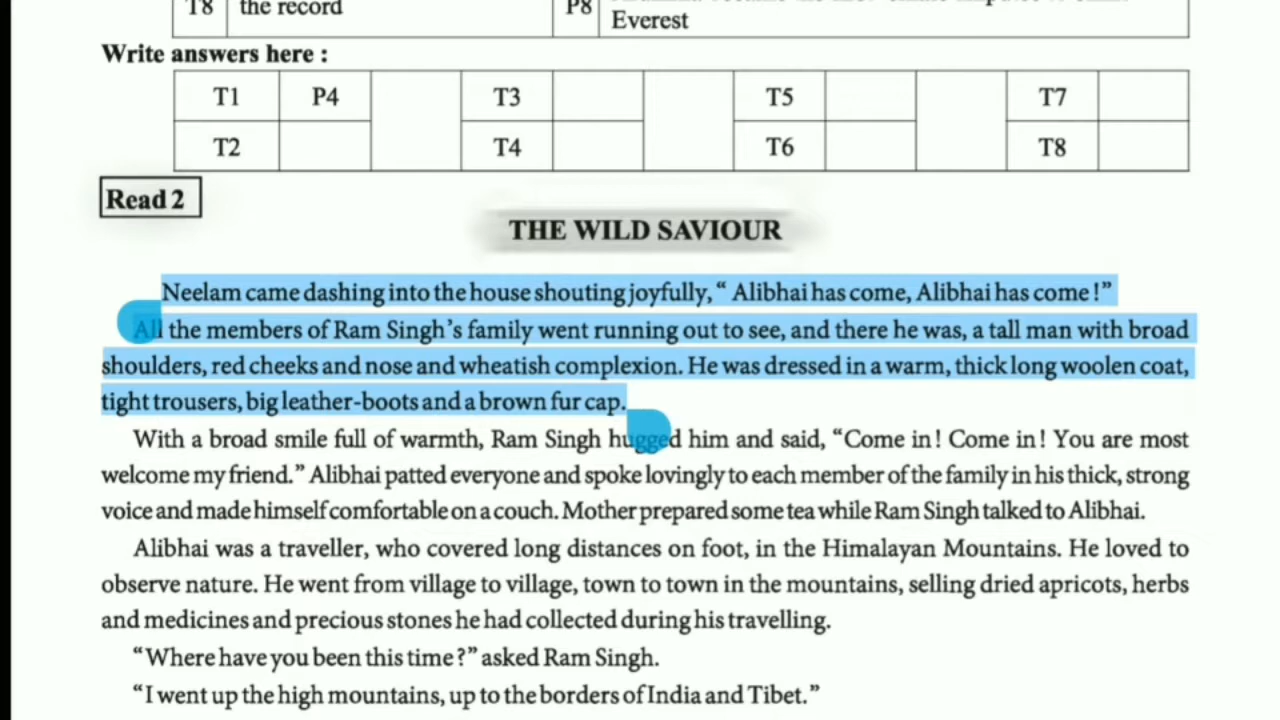 T8 the record P8
Everest
Write answers here :
T1 P4 T3 T5 T7
T2 T4 T6 T8
Read 2
THE WILD SAVIOUR
Neelam came dashing into the house shouting joyfully, “ Alibhai has come, Alibhai has come !”
All the members of Ram Singh’s family went running out to see, and there he was, a tall man with broad
shoulders, red cheeks and nose and wheatish complexion. He was dressed in a warm, thick long woolen coat,
tight trousers, big leather-boots and a brown fur cap.
With a broad smile full of warmth, Ram Singh hugged him and said, “Come in! Come in! You are most
welcome my friend.” Alibhai patted everyone and spoke lovingly to each member of the family in his thick, strong
voice and made himself comfortable on a couch. Mother prepared some tea while Ram Singh talked to Alibhai.
Alibhai was a traveller, who covered long distances on foot, in the Himalayan Mountains. He loved to
observe nature. He went from village to village, town to town in the mountains, selling dried apricots, herbs
and medicines and precious stones he had collected during his travelling.
“Where have you been this time?” asked Ram Singh.
“I went up the high mountains, up to the borders of India and Tibet.”